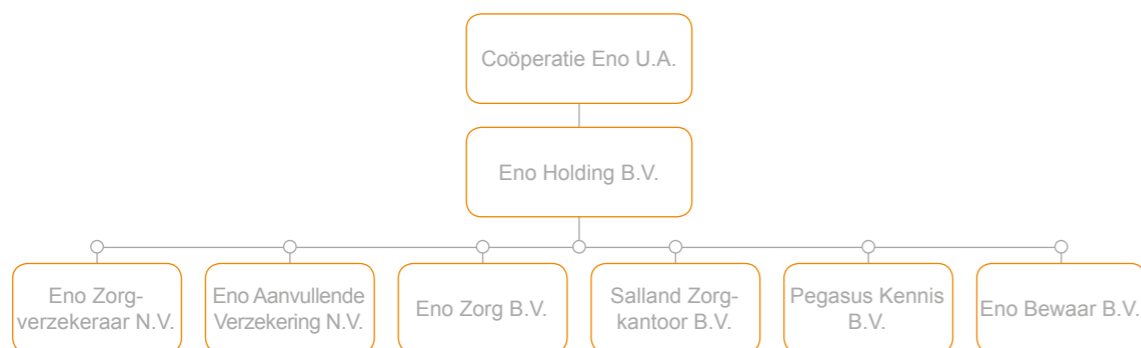 Coöperatie Eno U.A.
Eno Holding B.V.
Eno Zorg-
verzekeraar N.V.
Eno Aanvullende
Verzekering N.V.
Eno Zorg B.V.
Salland Zorg-
kantoor B.V.
Pegasus Kennis
B.V.
Eno Bewaar B.V.